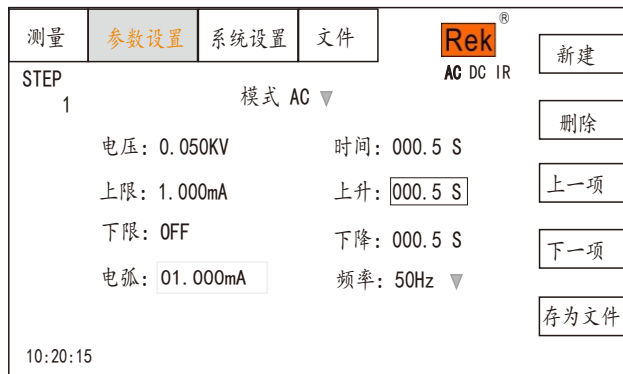 测量 参数设置 系统设置 文件 Rek®
AC DC IR
STEP
1
模式 AC ▼
电压: 0.050KV 时间: 000.5 S
上限: 1.000mA 上升: 000.5 S
下限: OFF 下降: 000.5 S
电弧: 01.000mA 频率: 50Hz ▼
10:20:15
新建
删除
上一项
下一项
存为文件